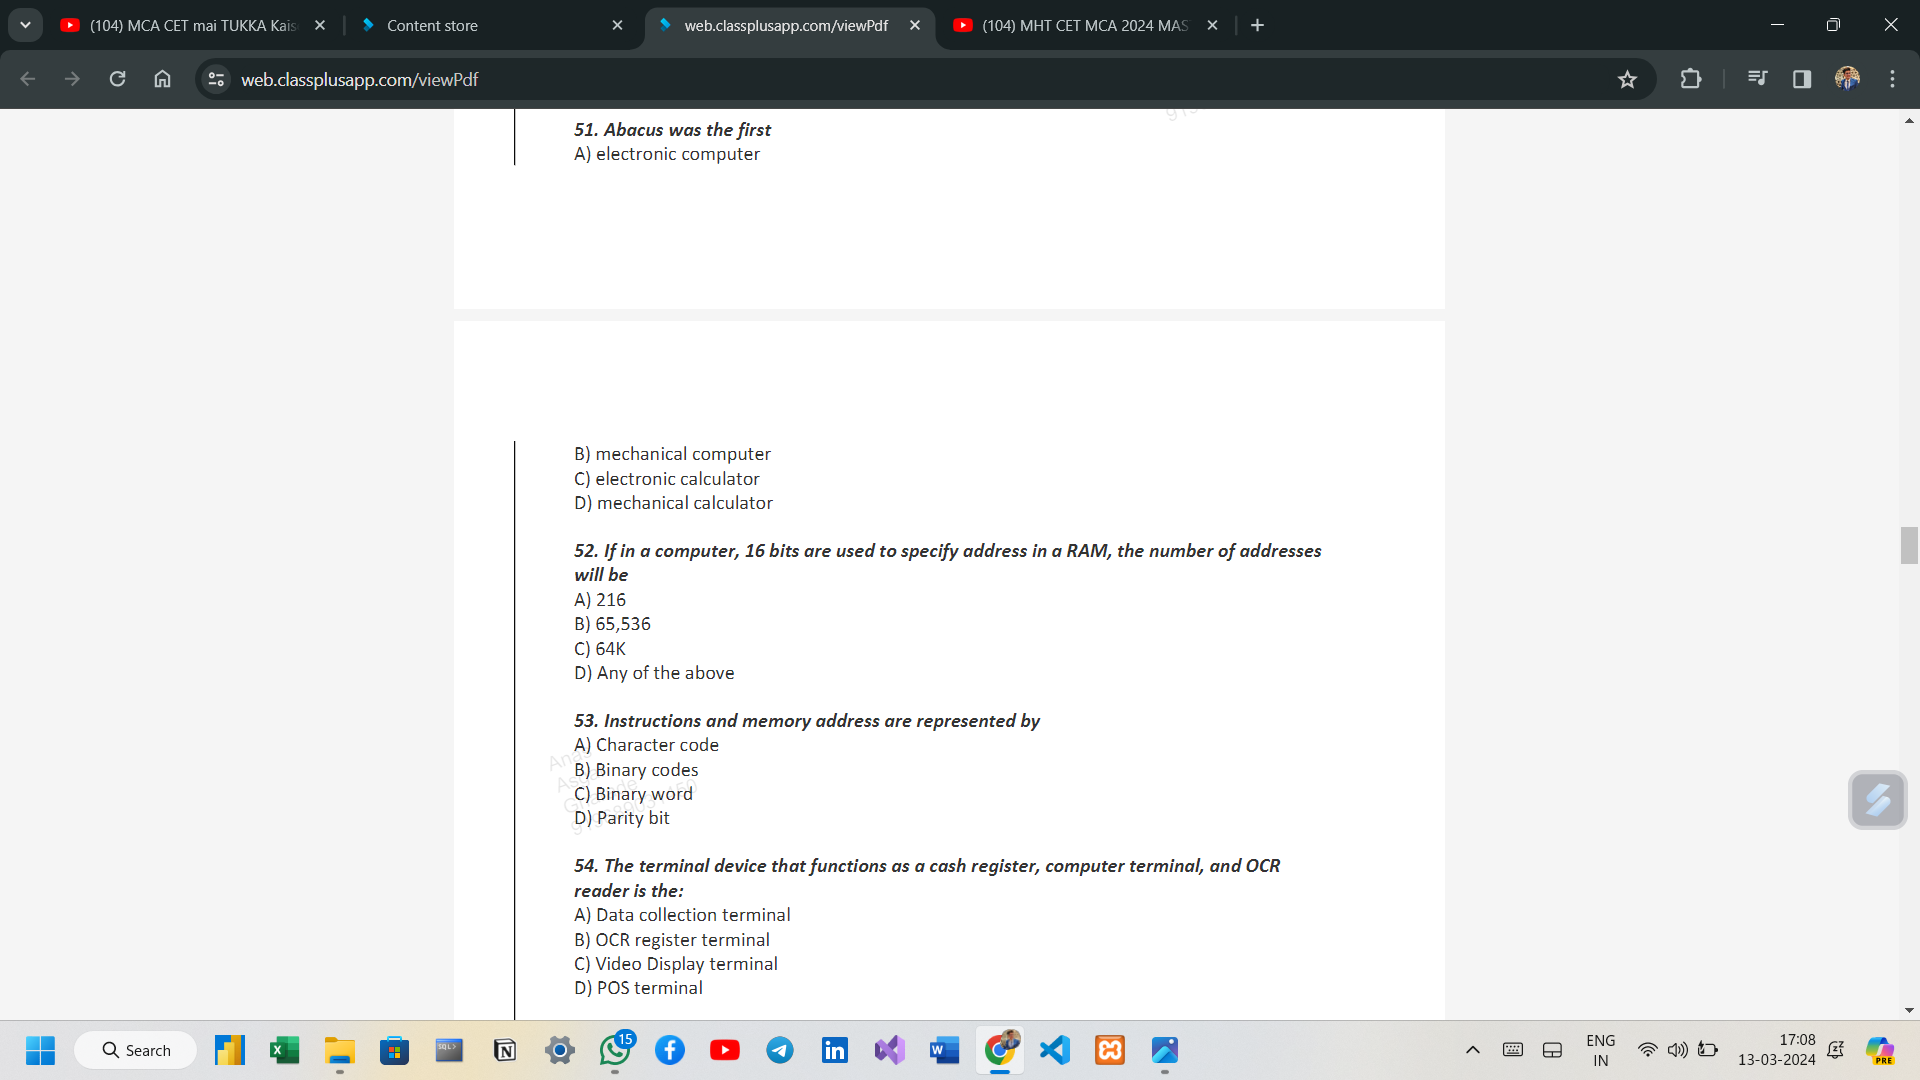 (104) MCA CET mai TUKKA Kais
Content store
web.classplusapp.com/viewPdf
(104) MHT CET MCA 2024 MAS
web.classplusapp.com/viewPdf
51. Abacus was the first
A) electronic computer
B) mechanical computer
C) electronic calculator
D) mechanical calculator
52. If in a computer, 16 bits are used to specify address in a RAM, the number of addresses
will be
A) 216
B) 65,536
C) 64K
D) Any of the above
53. Instructions and memory address are represented by
A) Character code
B) Binary codes
C) Binary word
D) Parity bit
54. The terminal device that functions as a cash register, computer terminal, and OCR
reader is the:
A) Data collection terminal
B) OCR register terminal
C) Video Display terminal
D) POS terminal
Search
SQL>
15
ENG
IN
17:08
13-03-2024
PRE